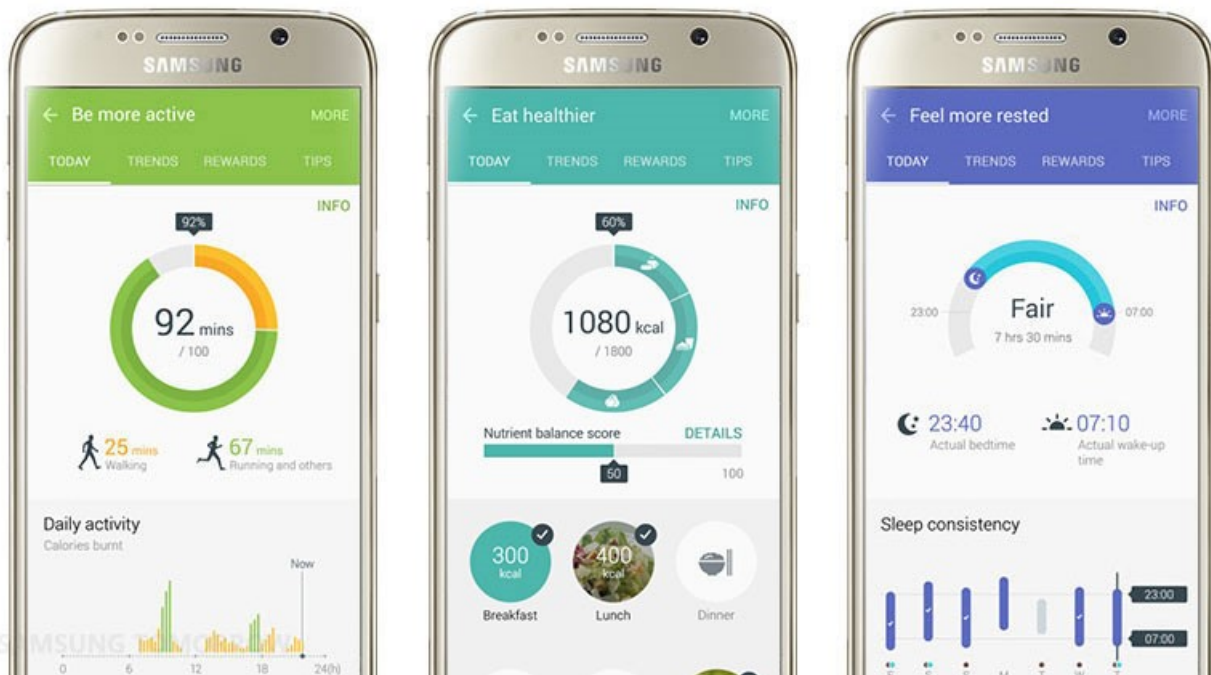 SAMSUNG
Be more active
MORE
TODAY
TRENDS
REWARDS
TIPS
INFO
92%
92 mins
/ 100
25 mins
Walking
67 mins
Running and others
Daily activity
Calories burnt
Now
0
6
12
18
24(h)
SAMSUNG TOMORROW
SAMSUNG
Eat healthier
MORE
TODAY
TRENDS
REWARDS
TIPS
INFO
60%
1080 kcal
/ 1800
Nutrient balance score
DETAILS
50
100
300
kcal
Breakfast
400
kcal
Lunch
Dinner
SAMSUNG
Feel more rested
MORE
TODAY
TRENDS
REWARDS
TIPS
INFO
23:00
Fair
07:00
7 hrs 30 mins
23:40
Actual bedtime
07:10
Actual wake-up
time
Sleep consistency
23:00
07:00